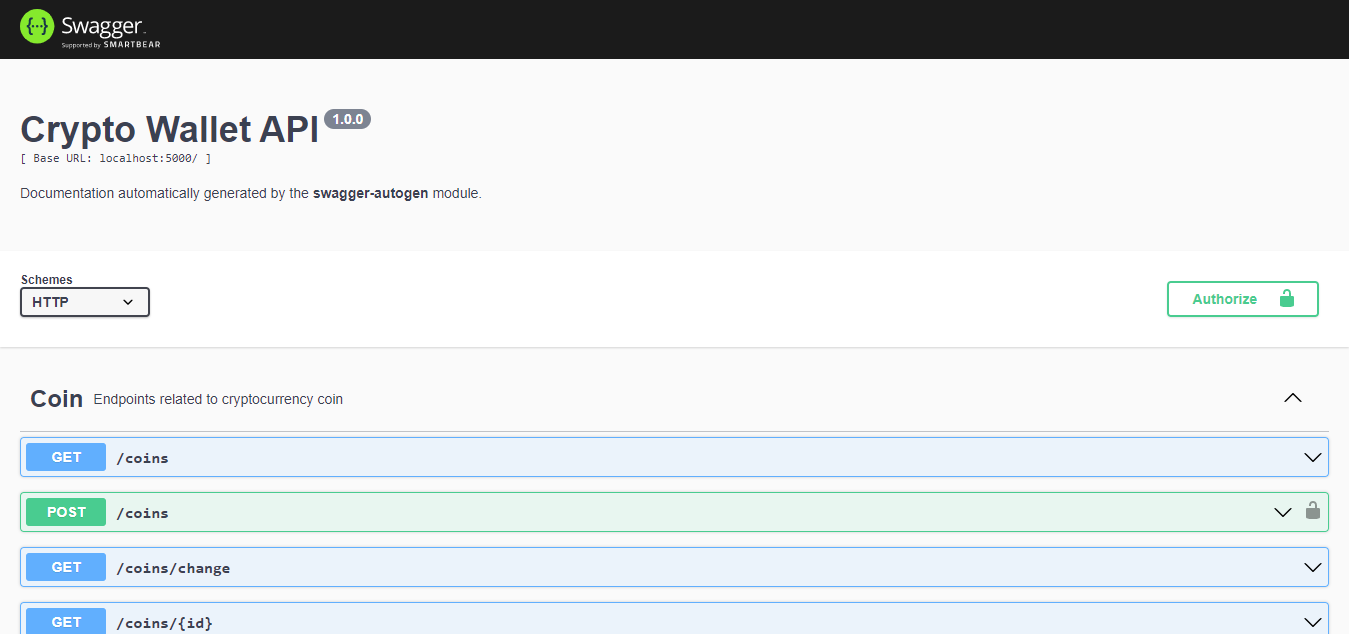 Swagger
Supported by SMARTBEAR
Crypto Wallet API 1.0.0
[ Base URL: localhost:5000/ ]
Documentation automatically generated by the swagger-autogen module.
Schemes
HTTP
Authorize
Coin Endpoints related to cryptocurrency coin
GET /coins
POST /coins
GET /coins/change
GET /coins/{id}